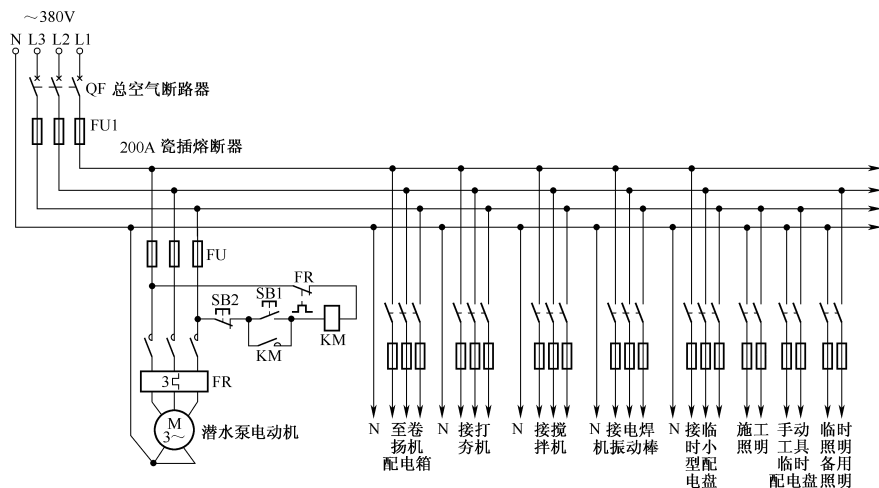 ～380V
N L3 L2 L1
QF 总空气断路器
FU1
200A 瓷插熔断器
FU
FR
SB2
SB1
KM
KM
3
FR
M
3～
潜水泵电动机
N
至卷
扬机
配电箱
N
接打
夯机
N
接搅
拌机
N
接电焊
机振动棒
N
接临
时小
型配
电盘
施工
照明
手动
工具
临时
配电盘
临时
照明
备用
照明